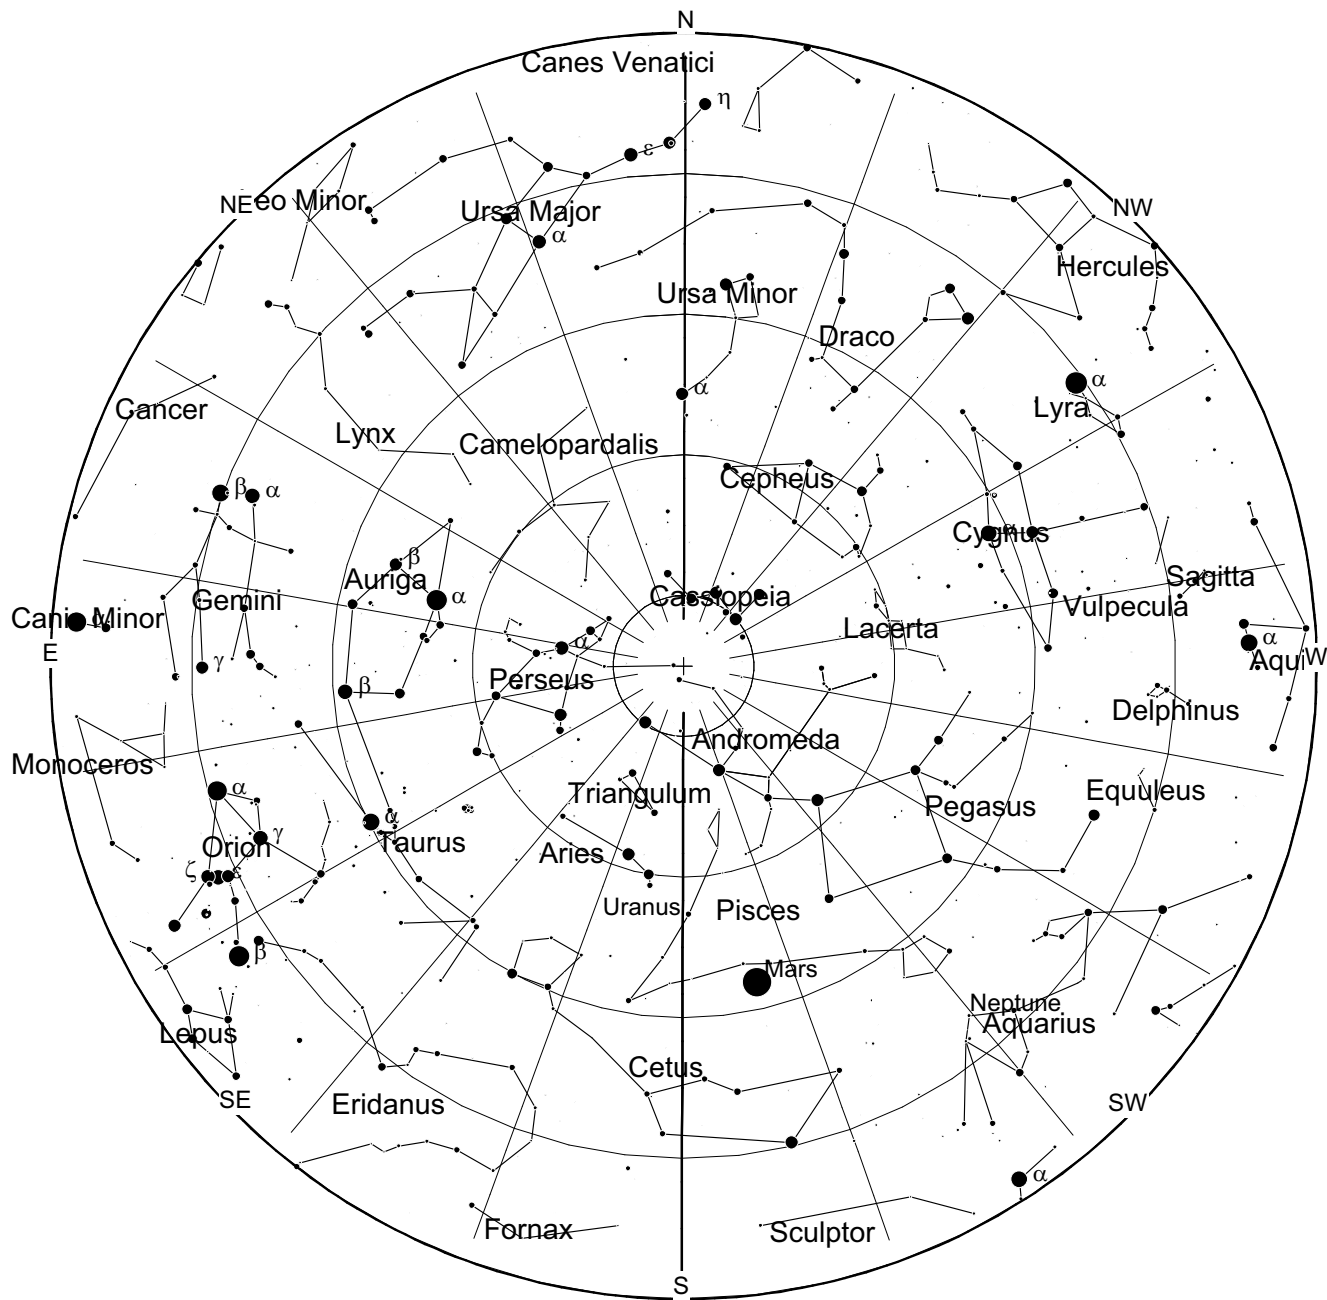 N
Canes Venatici
η
ε
NE
eo Minor
Ursa Major
NW
α
Hercules
Ursa Minor
Draco
α
Lyra
α
Cancer
Lynx
Camelopardalis
Cepheus
β α
Cygnus
β
Auriga
α
Gemini
Cassiopeia
Sagitta
Vulpecula
Canis Minor
α
Lacerta
α
E
γ
α
Perseus
Aqui
W
β
Delphinus
Andromeda
Monoceros
α
Triangulum
Pegasus
Equuleus
α
Taurus
γ
Orion
Aries
ζ
ε
Uranus
Pisces
β
Mars
Neptune
Aquarius
Lepus
Cetus
SE
Eridanus
SW
α
Fornax
Sculptor
S